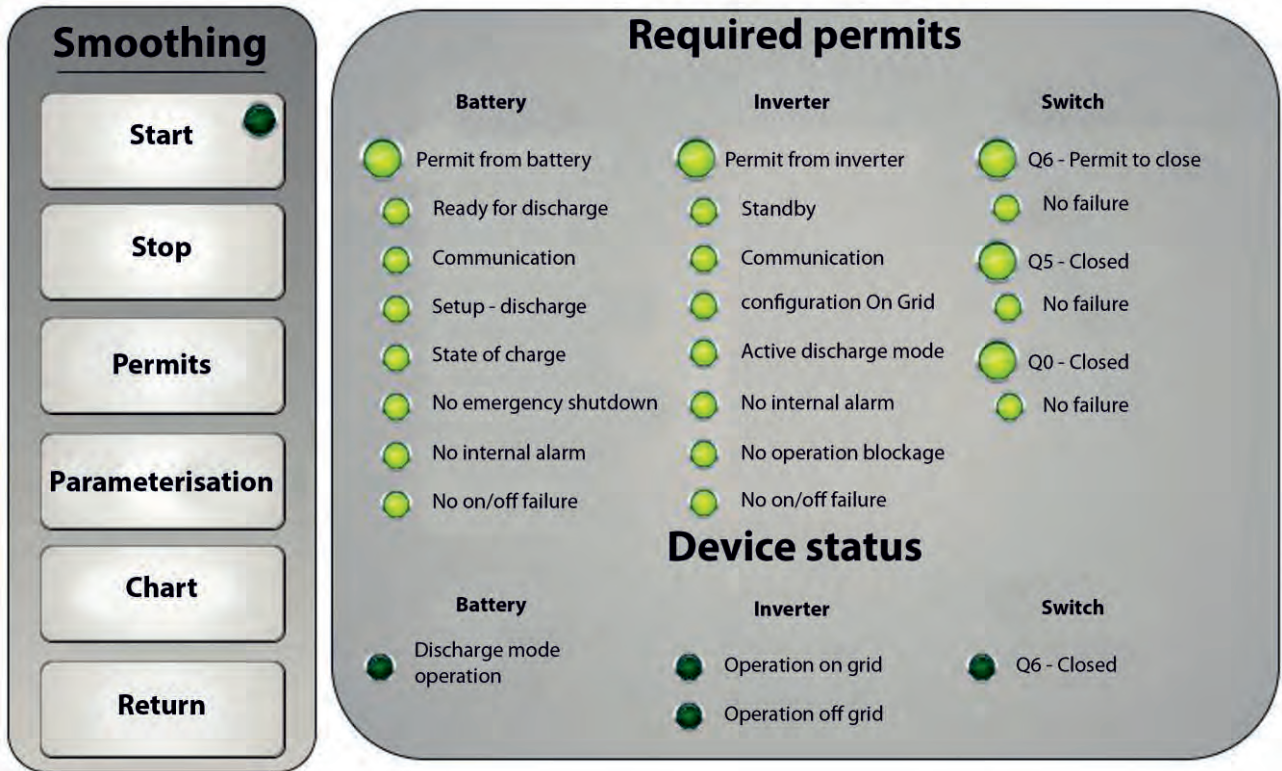 Smoothing
Start
Stop
Permits
Parameterisation
Chart
Return
Required permits
Battery
Permit from battery
Ready for discharge
Communication
Setup - discharge
State of charge
No emergency shutdown
No internal alarm
No on/off failure
Inverter
Permit from inverter
Standby
Communication
configuration On Grid
Active discharge mode
No internal alarm
No operation blockage
No on/off failure
Switch
Q6 - Permit to close
No failure
Q5 - Closed
No failure
Q0 - Closed
No failure
Device status
Battery
Discharge mode
operation
Inverter
Operation on grid
Operation off grid
Switch
Q6 - Closed